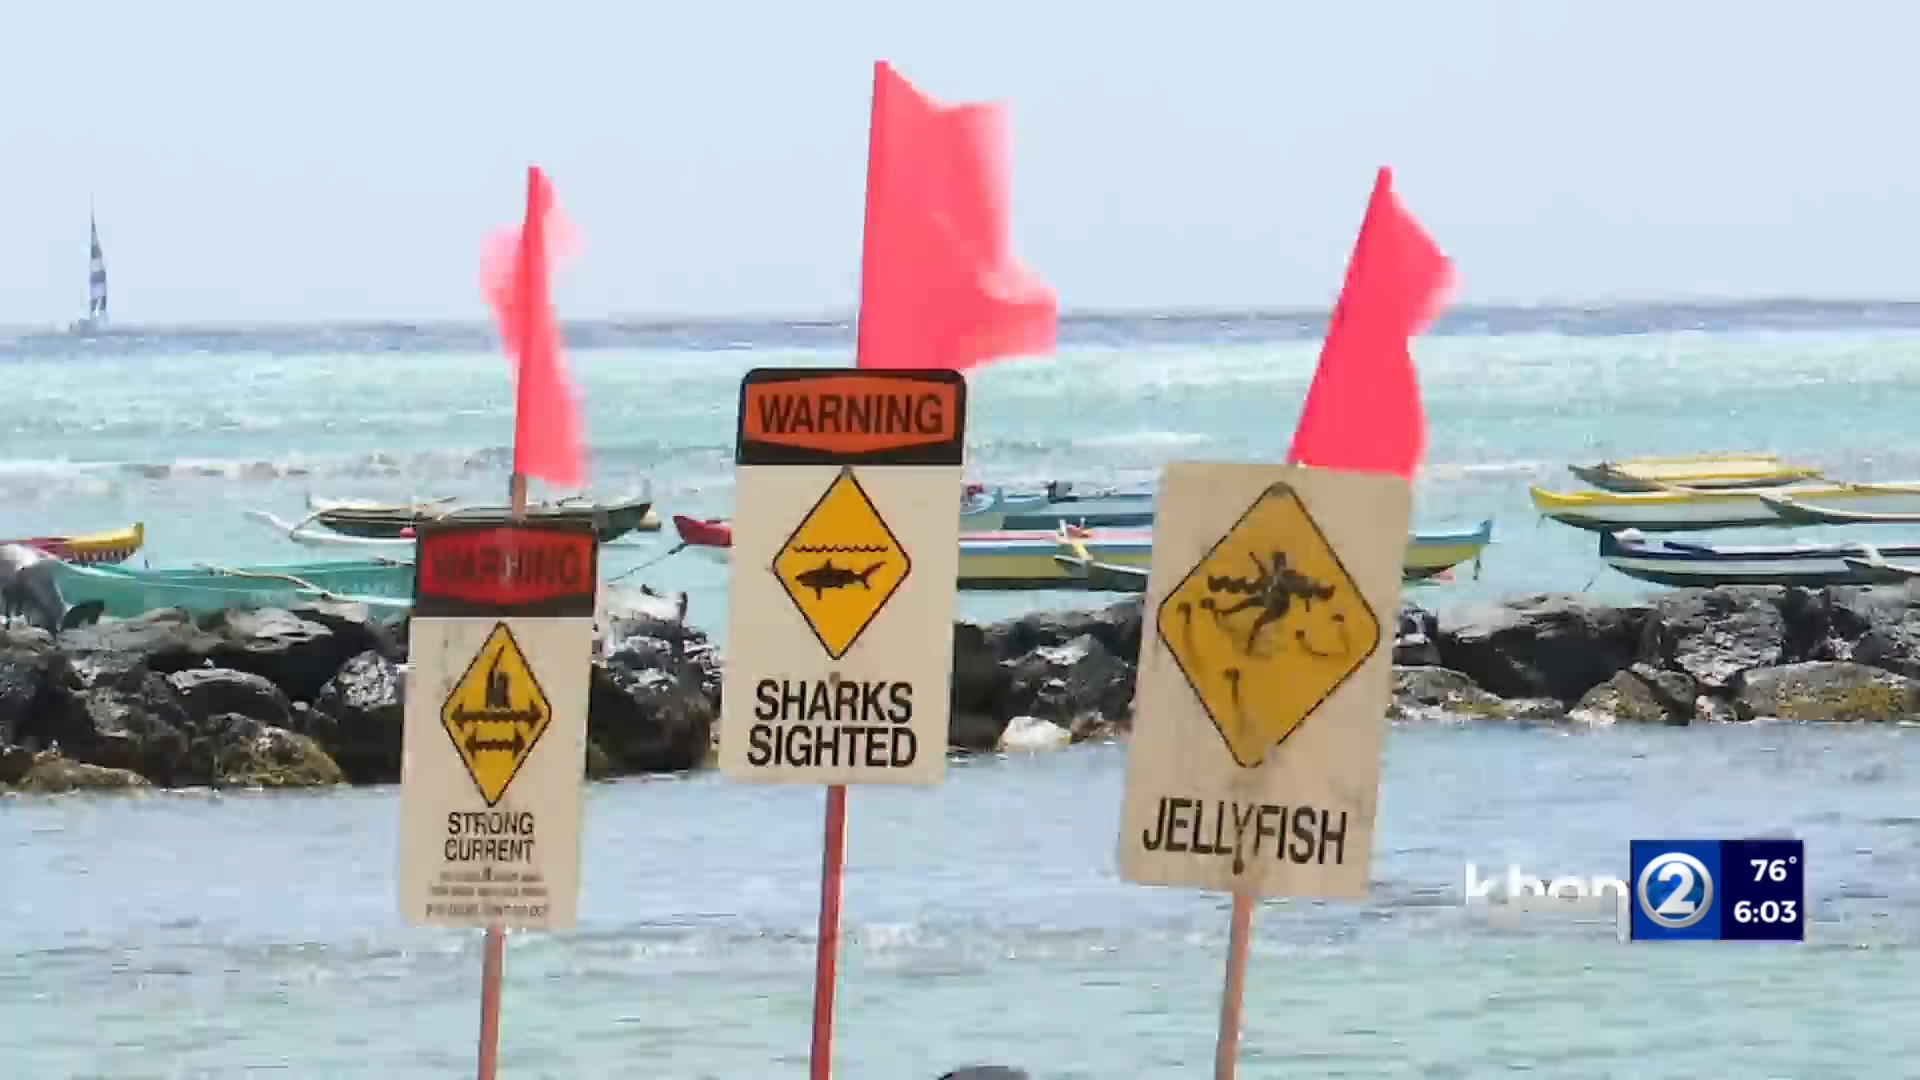 WARNING
STRONG
CURRENT
WARNING
SHARKS
SIGHTED
JELLYFISH
khon
2
76°
6:03